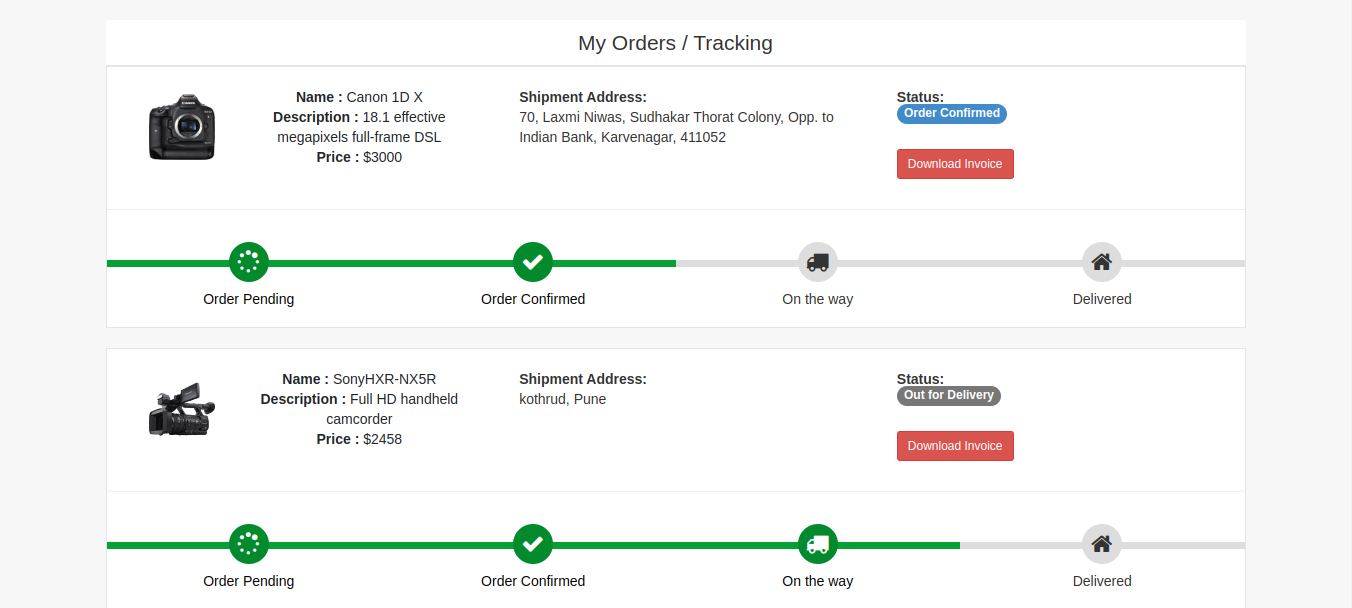 My Orders / Tracking
Name : Canon 1D X
Description : 18.1 effective
megapixels full-frame DSL
Price : $3000
Shipment Address:
70, Laxmi Niwas, Sudhakar Thorat Colony, Opp. to
Indian Bank, Karvenagar, 411052
Status:
Order Confirmed
Download Invoice
Order Pending
Order Confirmed
On the way
Delivered
Name : SonyHXR-NX5R
Description : Full HD handheld
camcorder
Price : $2458
Shipment Address:
kothrud, Pune
Status:
Out for Delivery
Download Invoice
Order Pending
Order Confirmed
On the way
Delivered